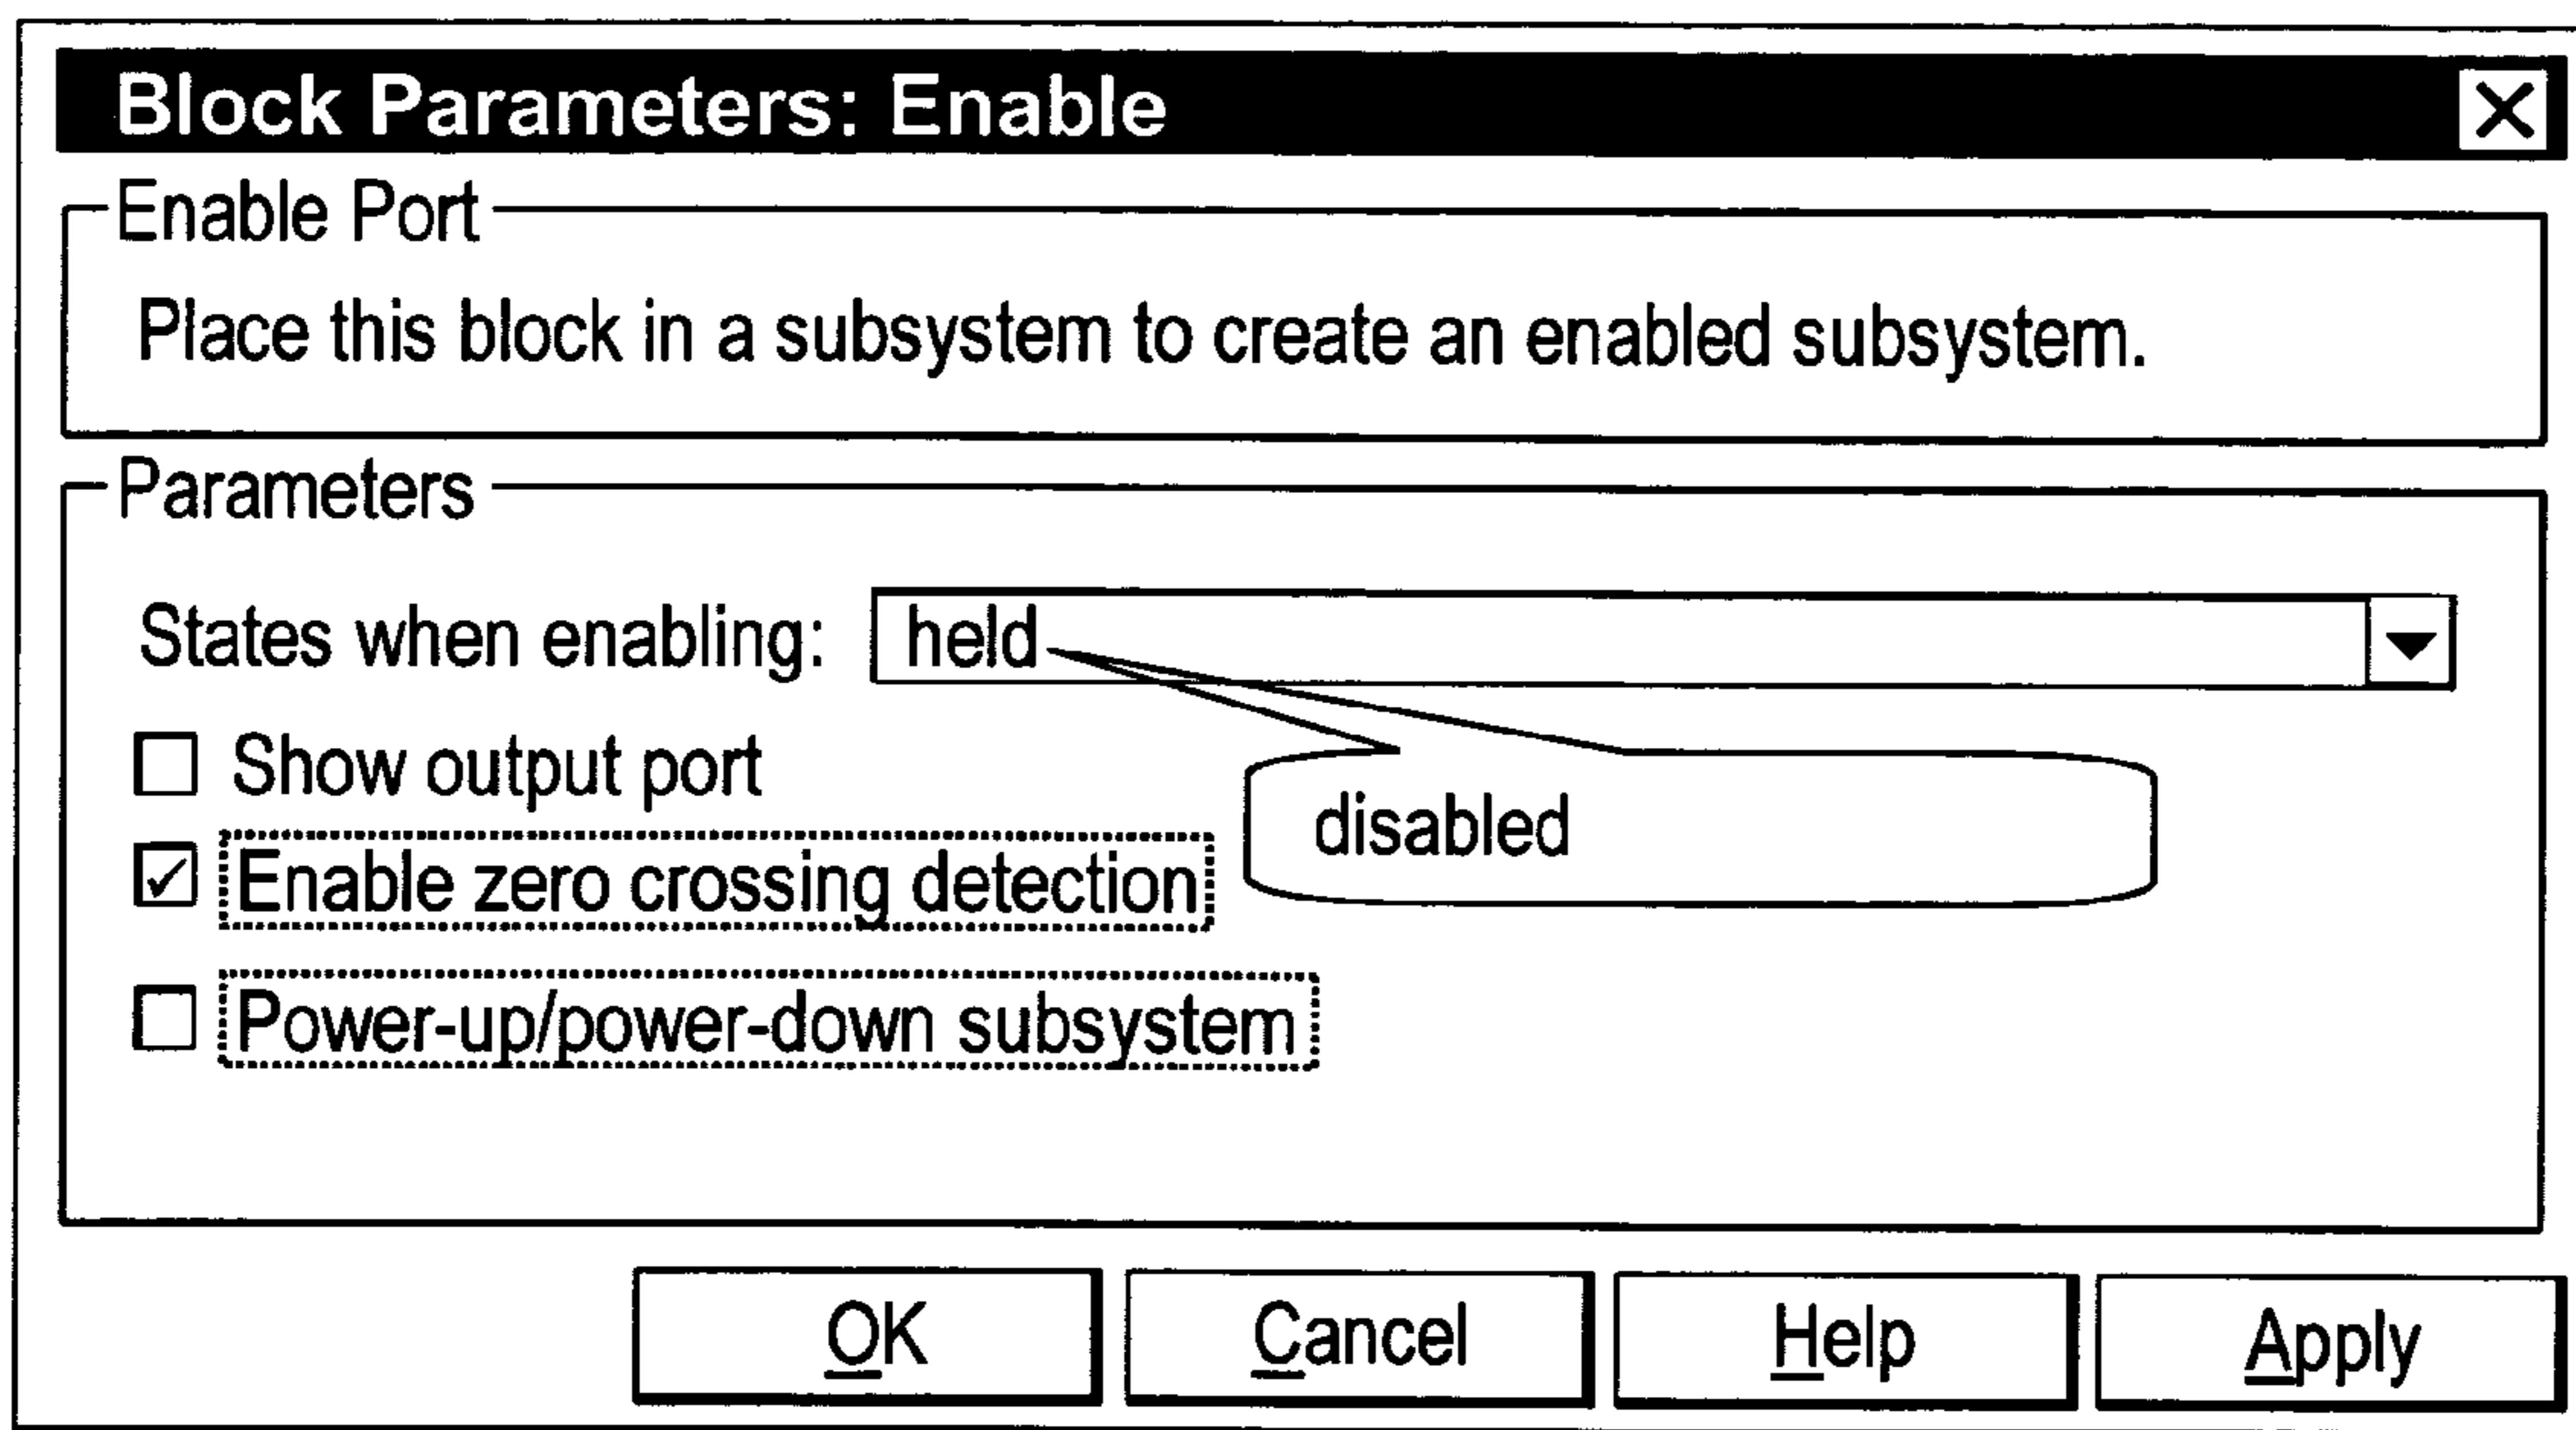 Block Parameters: Enable
Enable Port
Place this block in a subsystem to create an enabled subsystem.
Parameters
States when enabling: held
disabled
Show output port
Enable zero crossing detection
Power-up/power-down subsystem
OK Cancel Help Apply